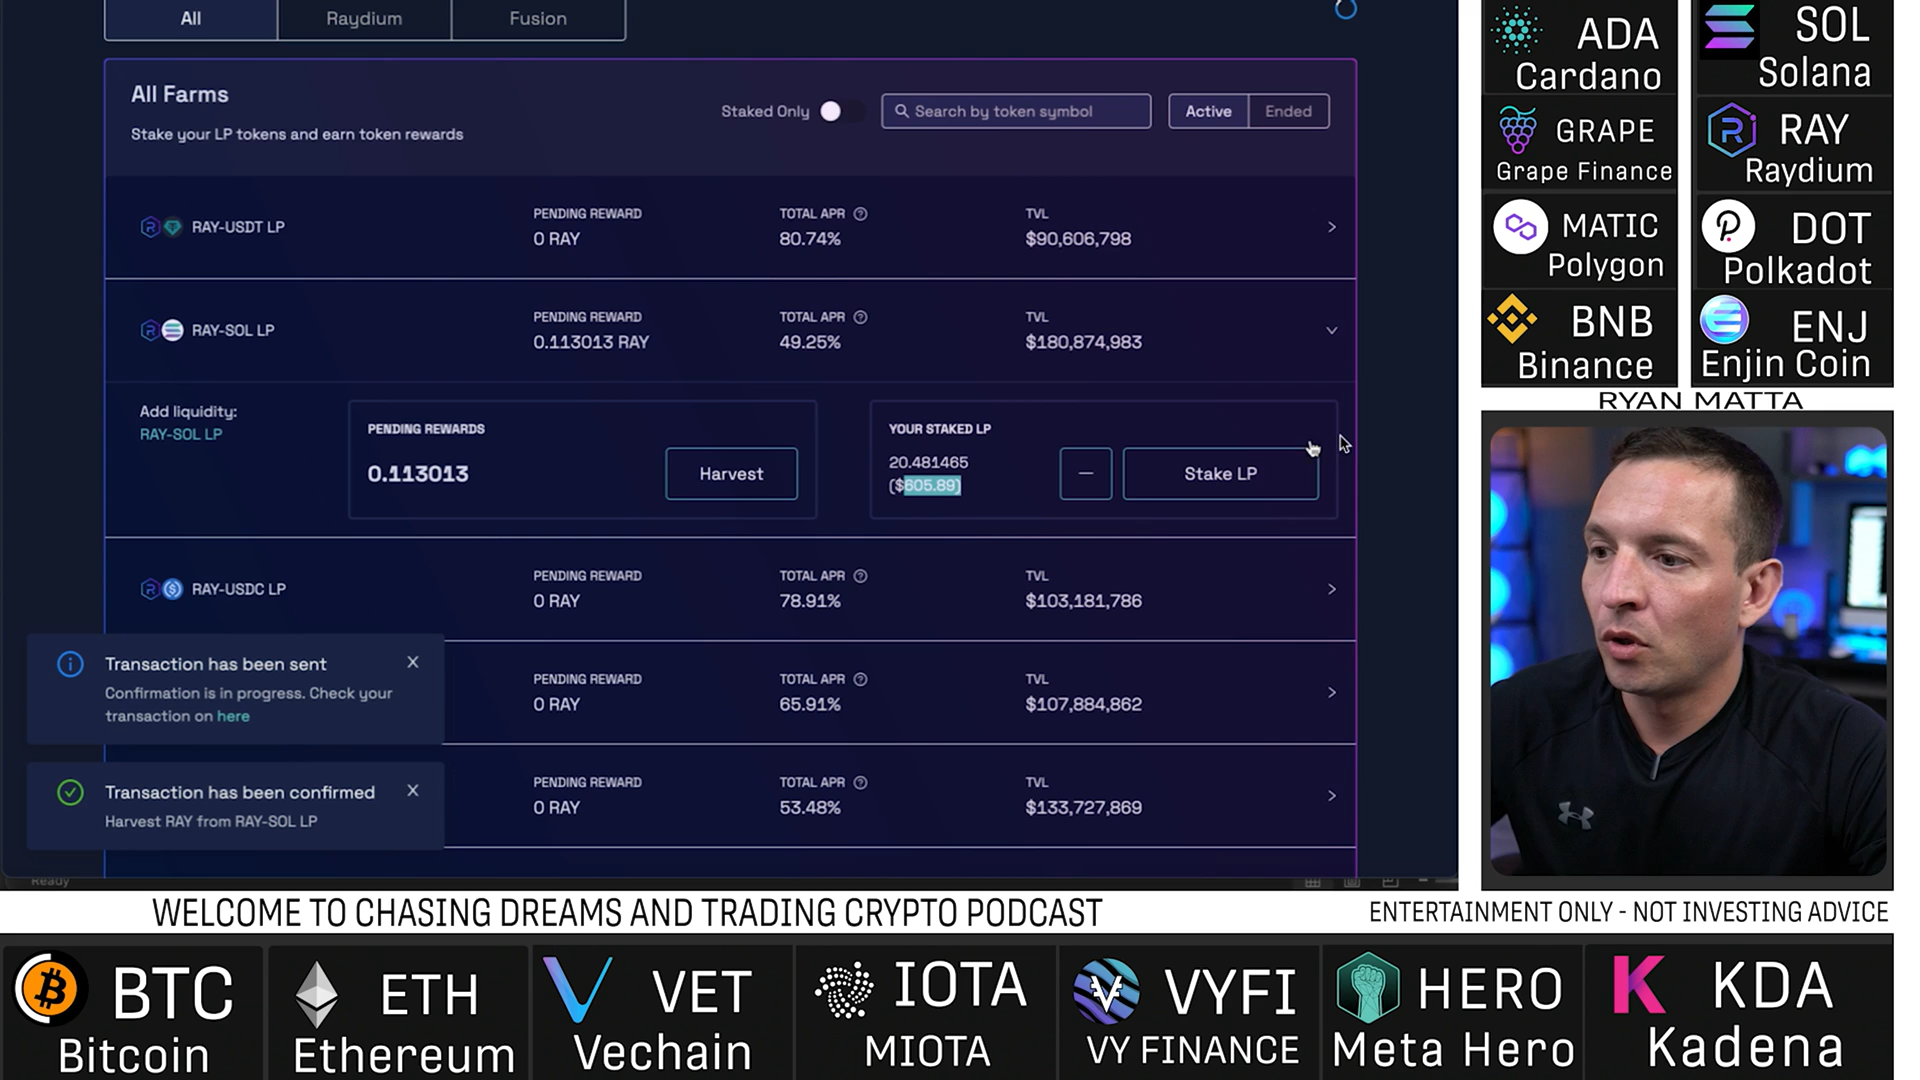 All
Raydium
Fusion
All Farms
Stake your LP tokens and earn token rewards
Staked Only
Search by token symbol
Active
Ended
RAY-USDT LP
PENDING REWARD
0 RAY
TOTAL APR
80.74%
TVL
$90,606,798
RAY-SOL LP
PENDING REWARD
0.113013 RAY
TOTAL APR
49.25%
TVL
$180,874,983
Add liquidity:
RAY-SOL LP
PENDING REWARDS
0.113013
Harvest
YOUR STAKED LP
20.481465
($605.89)
Stake LP
RAY-USDC LP
PENDING REWARD
0 RAY
TOTAL APR
78.91%
TVL
$103,181,786
PENDING REWARD
0 RAY
TOTAL APR
65.91%
TVL
$107,884,862
PENDING REWARD
0 RAY
TOTAL APR
53.48%
TVL
$133,727,869
Transaction has been sent
Confirmation is in progress. Check your
transaction on here
Transaction has been confirmed
Harvest RAY from RAY-SOL LP
Ready
ADA
Cardano
SOL
Solana
GRAPE
Grape Finance
RAY
Raydium
MATIC
Polygon
DOT
Polkadot
BNB
Binance
ENJ
Enjin Coin
RYAN MATTA
WELCOME TO CHASING DREAMS AND TRADING CRYPTO PODCAST
ENTERTAINMENT ONLY - NOT INVESTING ADVICE
BTC
Bitcoin
ETH
Ethereum
VET
Vechain
IOTA
MIOTA
VYFI
VY FINANCE
HERO
Meta Hero
KDA
Kadena